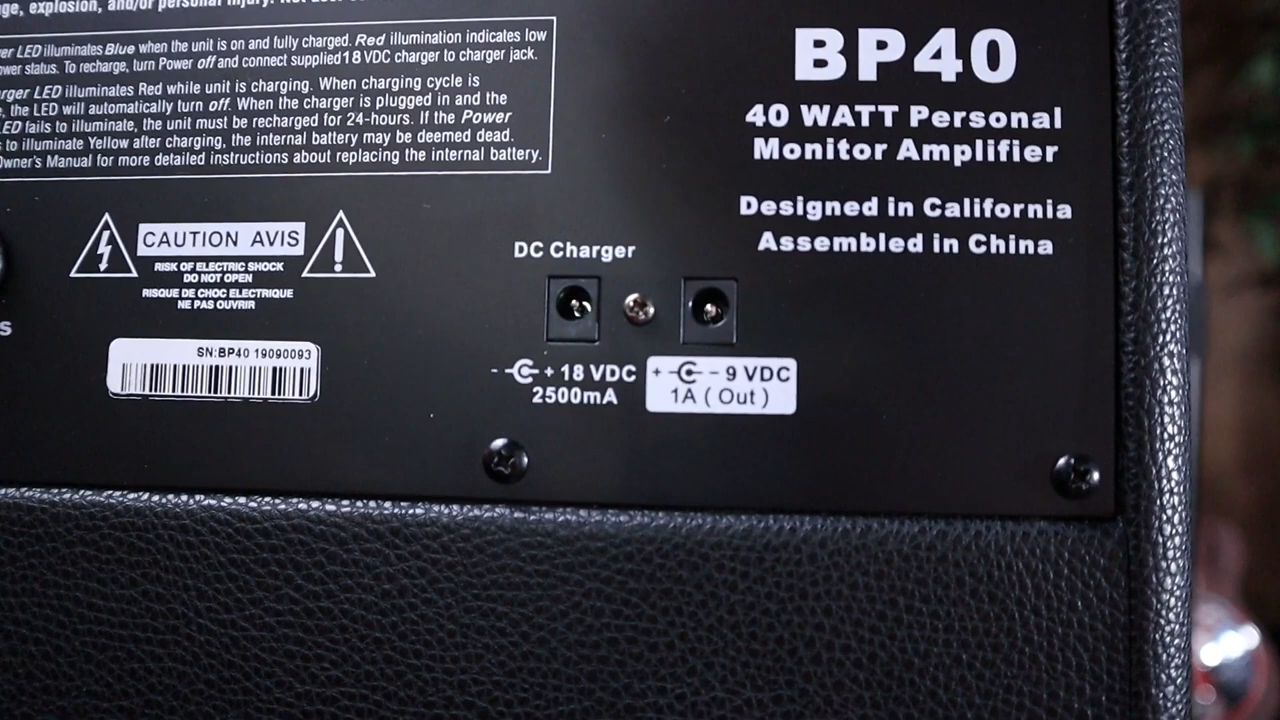 explosion, and/or personal injury.
LED illuminates Blue when the unit is on and fully charged. Red illumination indicates low
status. To recharge, turn Power off and connect supplied 18 VDC charger to charger jack.
LED illuminates Red while unit is charging. When charging cycle is
the LED will automatically turn off. When the charger is plugged in and the
LED fails to illuminate, the unit must be recharged for 24-hours. If the Power
to illuminate Yellow after charging, the internal battery may be deemed dead.
Owner's Manual for more detailed instructions about replacing the internal battery.
BP40
40 WATT Personal
Monitor Amplifier
Designed in California
Assembled in China
CAUTION AVIS
RISK OF ELECTRIC SHOCK
DO NOT OPEN
RISQUE DE CHOC ELECTRIQUE
NE PAS OUVRIR
SN:BP40 19090093
DC Charger
- + 18 VDC
2500mA
+ - 9 VDC
1A ( Out )